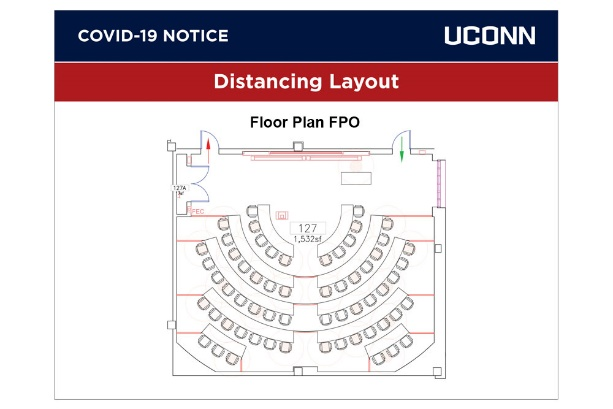 COVID-19 NOTICE
UCONN
Distancing Layout
Floor Plan FPO
127A
FEC
127
1,532sf